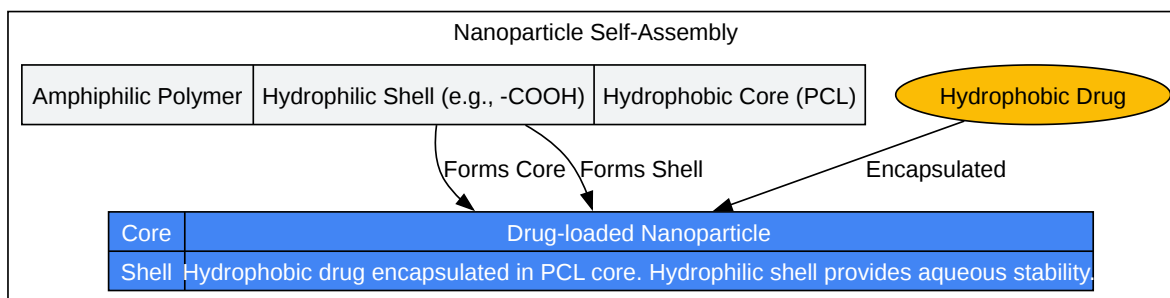 Nanoparticle Self-Assembly
Amphiphilic Polymer
Hydrophilic Shell (e.g., -COOH)
Hydrophobic Core (PCL)
Hydrophobic Drug
Forms Core
Forms Shell
Encapsulated
Core
Drug-loaded Nanoparticle
Shell
Hydrophobic drug encapsulated in PCL core. Hydrophilic shell provides aqueous stability.